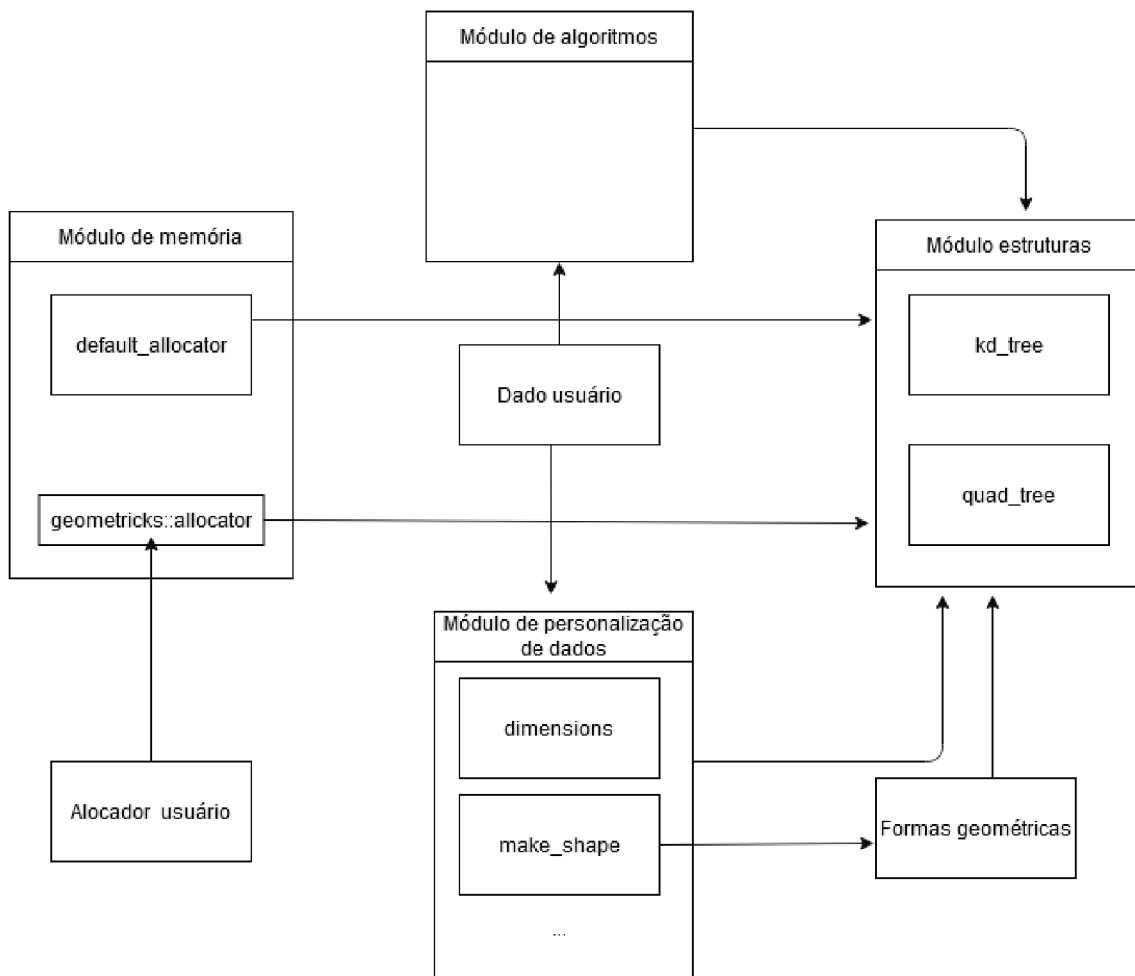 Módulo de algoritmos
Módulo de memória
Módulo estruturas
default_allocator
kd_tree
Dado usuário
quad_tree
geometricks::allocator
Módulo de personalização
de dados
dimensions
Alocador usuário
Formas geométricas
make_shape
...